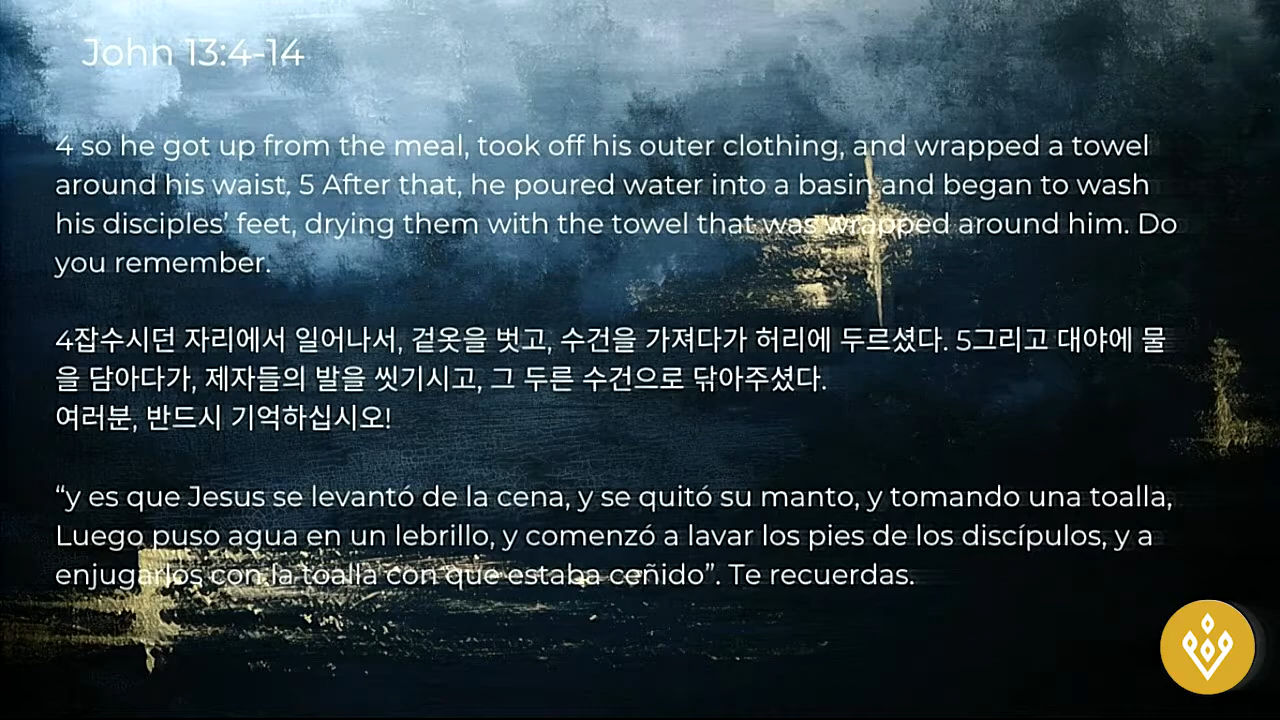 John 13:4-14
4 so he got up from the meal, took off his outer clothing, and wrapped a towel
around his waist. 5 After that, he poured water into a basin and began to wash
his disciples’ feet, drying them with the towel that was wrapped around him. Do
you remember.
4잡수시던 자리에서 일어나서, 겉옷을 벗고, 수건을 가져다가 허리에 두르셨다. 5그리고 대야에 물
을 담아다가, 제자들의 발을 씻기시고, 그 두른 수건으로 닦아주셨다.
여러분, 반드시 기억하십시오!
“y es que Jesus se levantó de la cena, y se quitó su manto, y tomando una toalla,
Luego puso agua en un lebrillo, y comenzó a lavar los pies de los discípulos, y a
enjugarlos con la toalla con que estaba ceñido”. Te recuerdas.